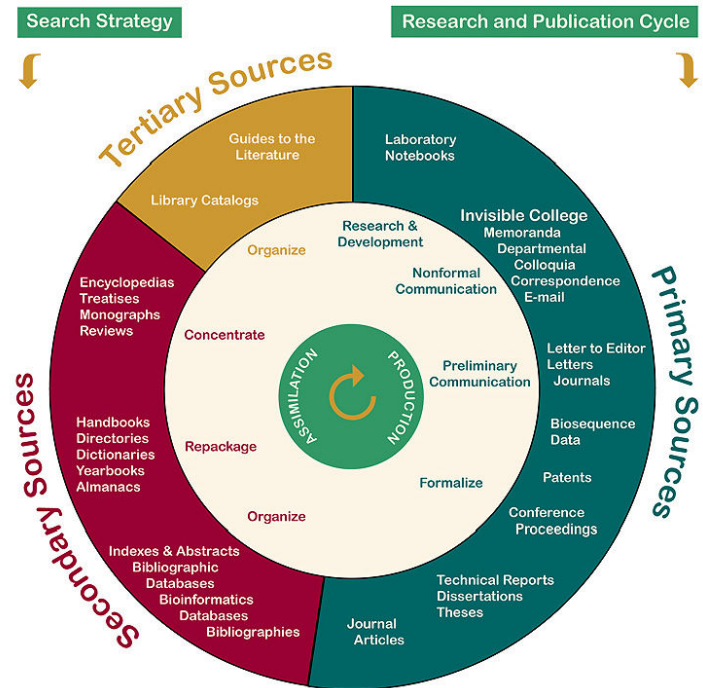 Search Strategy
Research and Publication Cycle
Tertiary Sources
Guides to the
Literature
Library Catalogs
Organize
Laboratory
Notebooks
Research &
Development
Invisible College
Memoranda
Departmental
Colloquia
Correspondence
E-mail
Nonformal
Communication
Primary Sources
Letter to Editor
Letters
Journals
Preliminary
Communication
Biosequence
Data
Patents
Formalize
Conference
Proceedings
Technical Reports
Dissertations
Theses
Journal
Articles
PRODUCTION
ASSIMILATION
Secondary Sources
Encyclopedias
Treatises
Monographs
Reviews
Concentrate
Handbooks
Directories
Dictionaries
Yearbooks
Almanacs
Repackage
Organize
Indexes & Abstracts
Bibliographic
Databases
Bioinformatics
Databases
Bibliographies